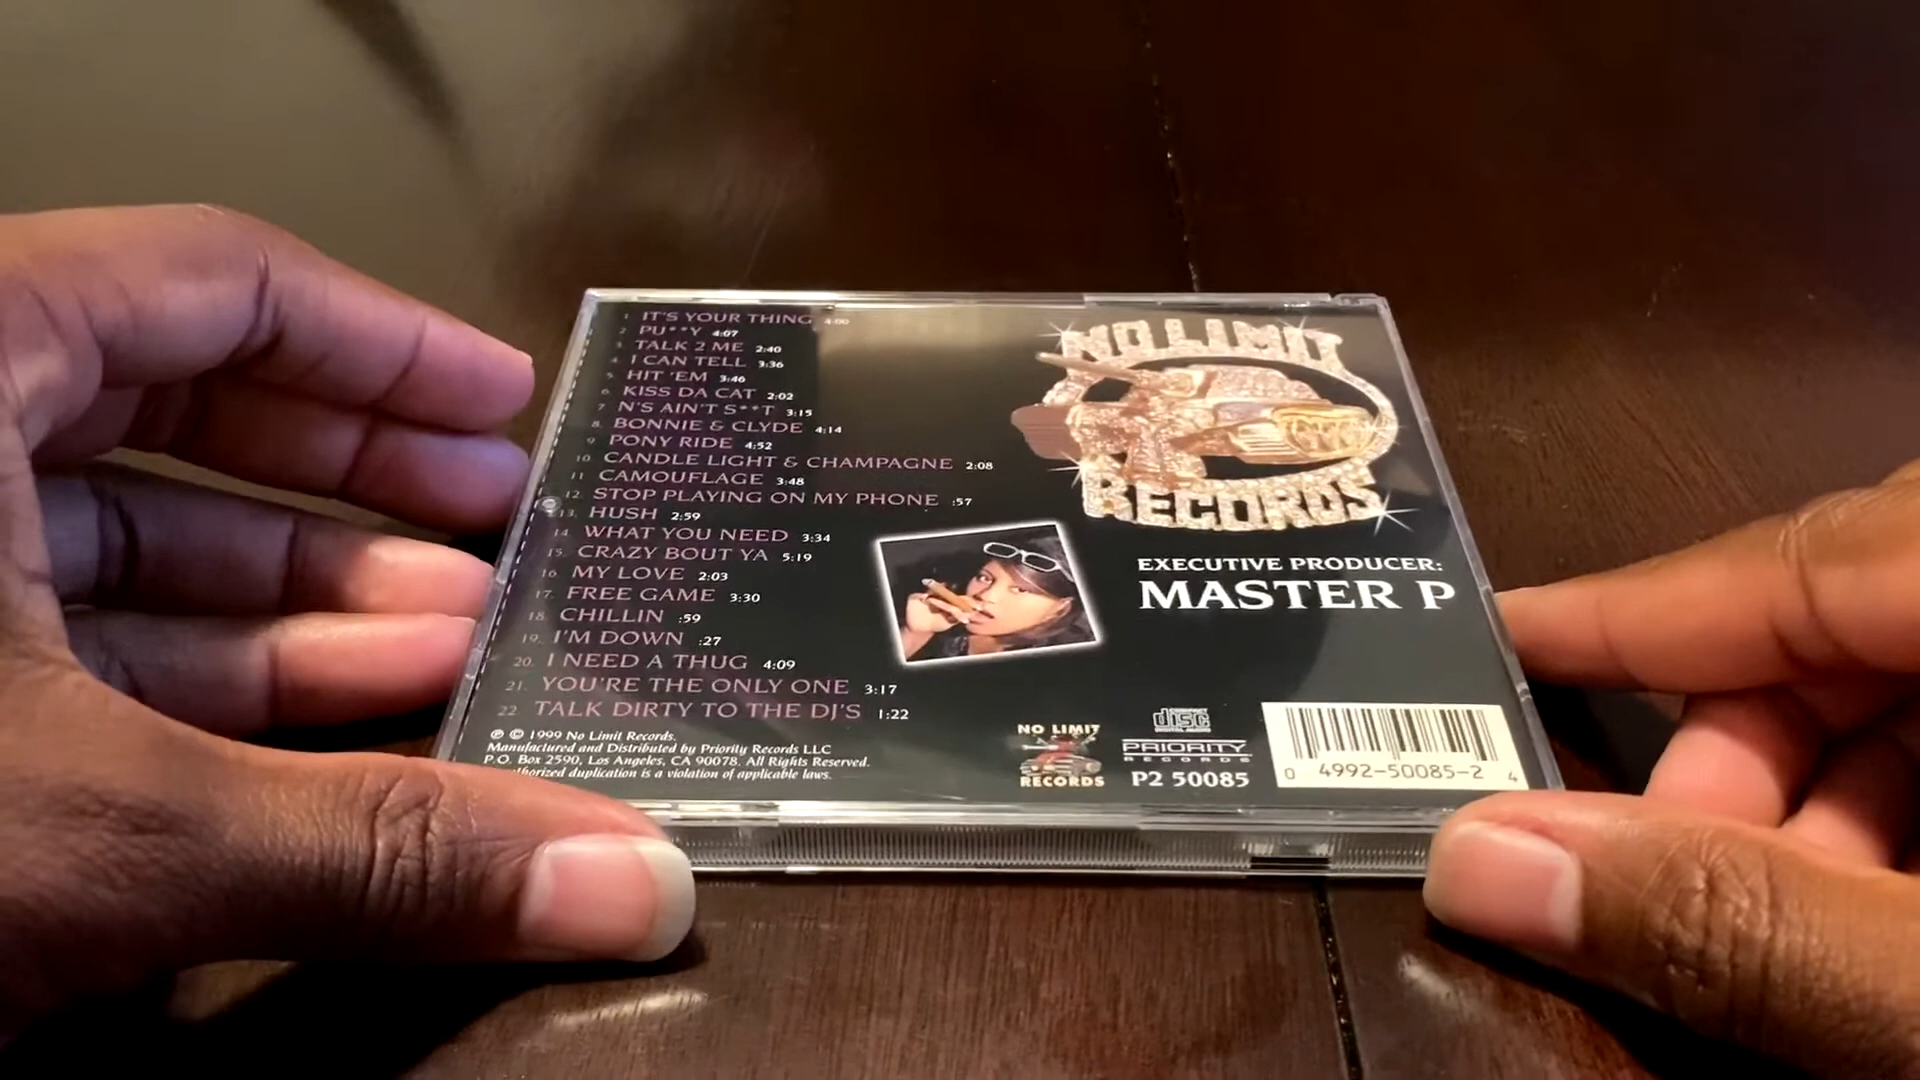 1 IT'S YOUR THING 4:00
2 PU**Y 4:07
3 TALK 2 ME 2:40
4 I CAN TELL 3:36
5 HIT 'EM 3:46
6. KISS DA CAT 2:02
7 N'S AIN'T S**T 3:15
8. BONNIE & CLYDE 4:14
9 PONY RIDE 4:52
10 CANDLE LIGHT & CHAMPAGNE 2:08
11 CAMOUFLAGE 3:48
12. STOP PLAYING ON MY PHONE :57
13. HUSH 2:59
14. WHAT YOU NEED 3:34
15. CRAZY BOUT YA 5:19
16 MY LOVE 2:03
17. FREE GAME 3:30
18. CHILLIN :59
19. I'M DOWN :27
20. I NEED A THUG 4:09
21. YOU'RE THE ONLY ONE 3:17
22 TALK DIRTY TO THE DJ'S 1:22
℗ © 1999 No Limit Records.
Manufactured and Distributed by Priority Records LLC
P.O. Box 2590, Los Angeles, CA 90078. All Rights Reserved.
duplication is a violation of applicable laws.
NO LIMIT
RECORDS
EXECUTIVE PRODUCER:
MASTER P
NO LIMIT
RECORDS
COMPACT
disc
DIGITAL AUDIO
PRIORITY
RECORDS
P2 50085
0 4992-50085-2 4